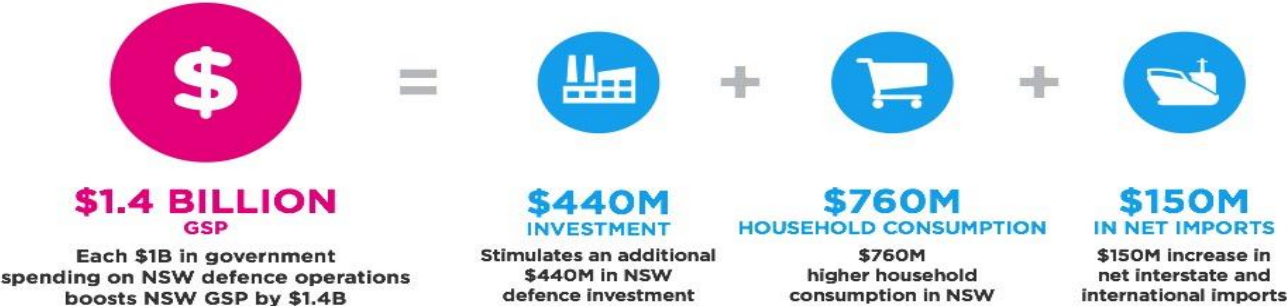 $
=
+
+
$1.4 BILLION
GSP
Each $1B in government
spending on NSW defence operations
boosts NSW GSP by $1.4B
$440M
INVESTMENT
Stimulates an additional
$440M in NSW
defence investment
$760M
HOUSEHOLD CONSUMPTION
$760M
higher household
consumption in NSW
$150M
IN NET IMPORTS
$150M increase in
net interstate and
international imports